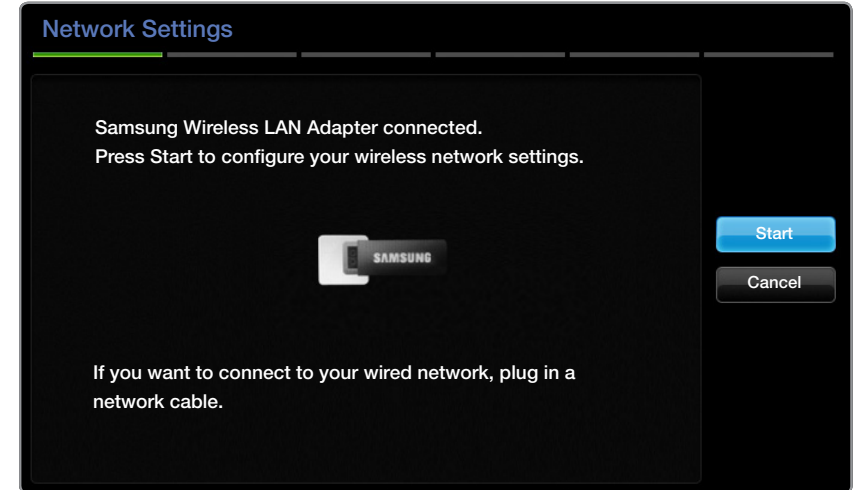 Network Settings
Samsung Wireless LAN Adapter connected.
Press Start to configure your wireless network settings.
SAMSUNG
Start
Cancel
If you want to connect to your wired network, plug in a
network cable.